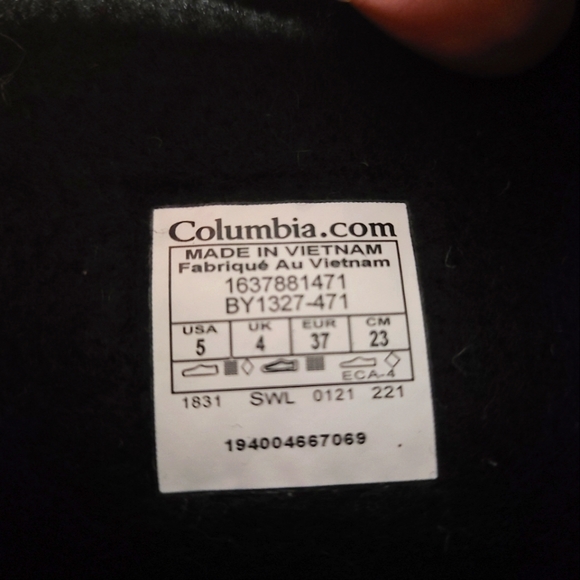 Columbia.com
MADE IN VIETNAM
Fabriqué Au Vietnam
1637881471
BY1327-471
USA UK EUR CM
5 4 37 23
ECA-4
1831 SWL 0121 221
194004667069